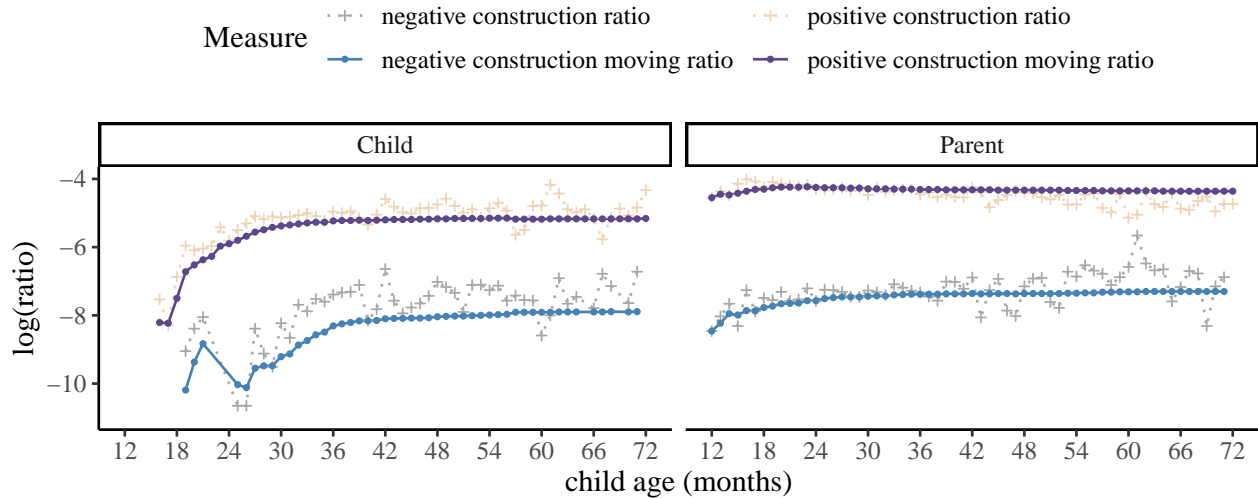 Measure
negative construction ratio
positive construction ratio
negative construction moving ratio
positive construction moving ratio
Child
Parent
log(ratio)
−4
−6
−8
−10
12 18 24 30 36 42 48 54 60 66 72
12 18 24 30 36 42 48 54 60 66 72
child age (months)